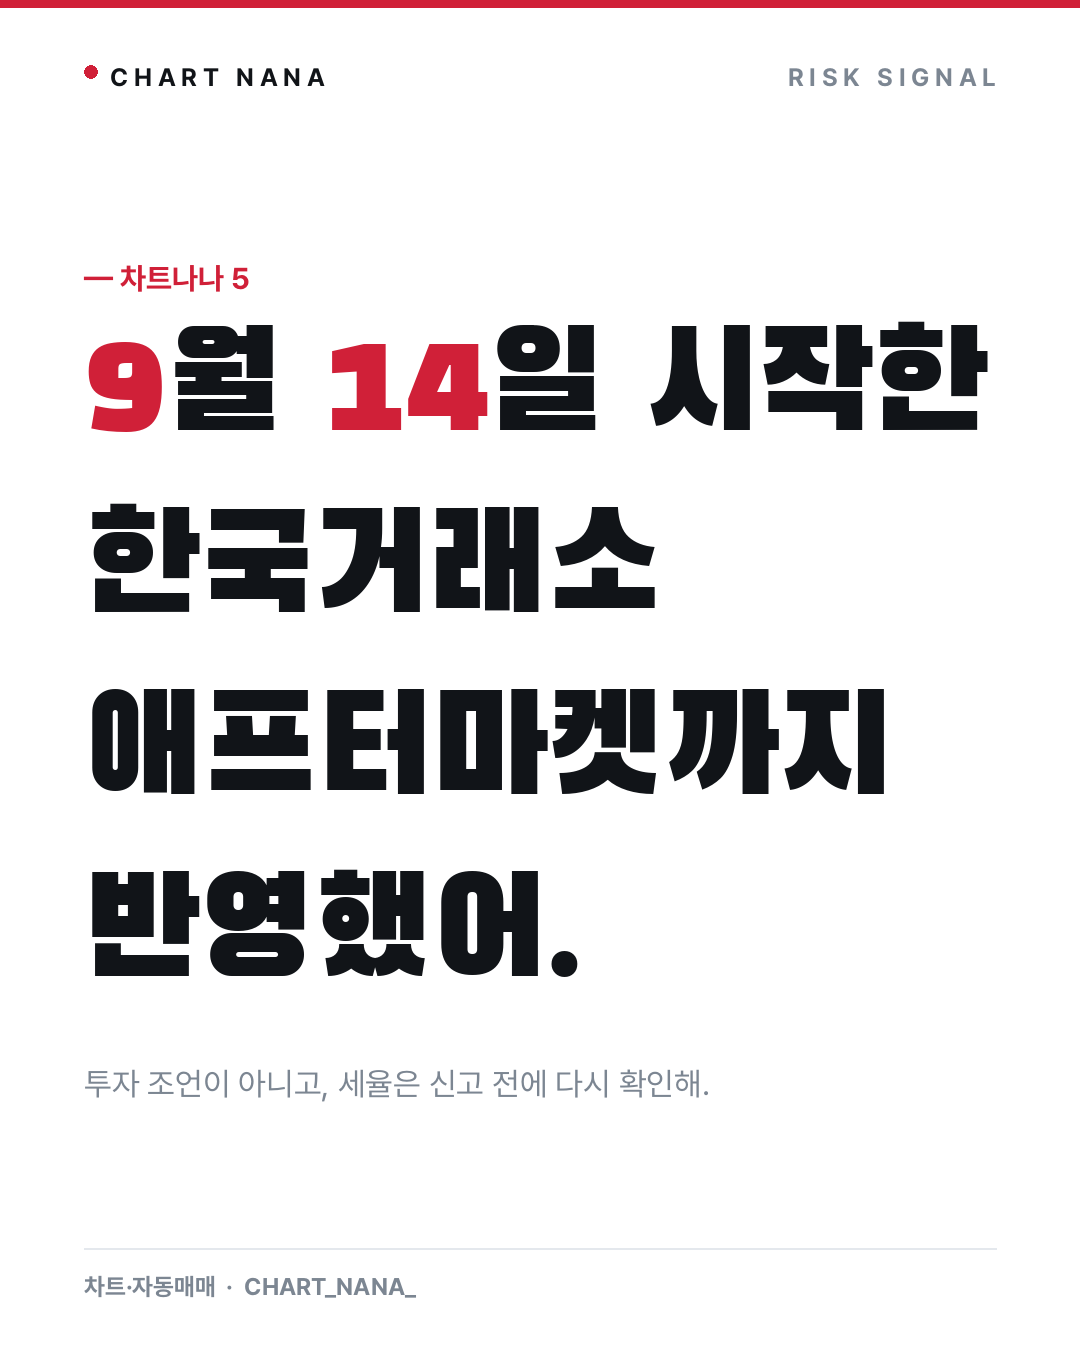 CHART NANA
RISK SIGNAL
— 차트나나 5
9월 14일 시작한
한국거래소
애프터마켓까지
반영했어.
투자 조언이 아니고, 세율은 신고 전에 다시 확인해.
차트·자동매매 · CHART_NANA_